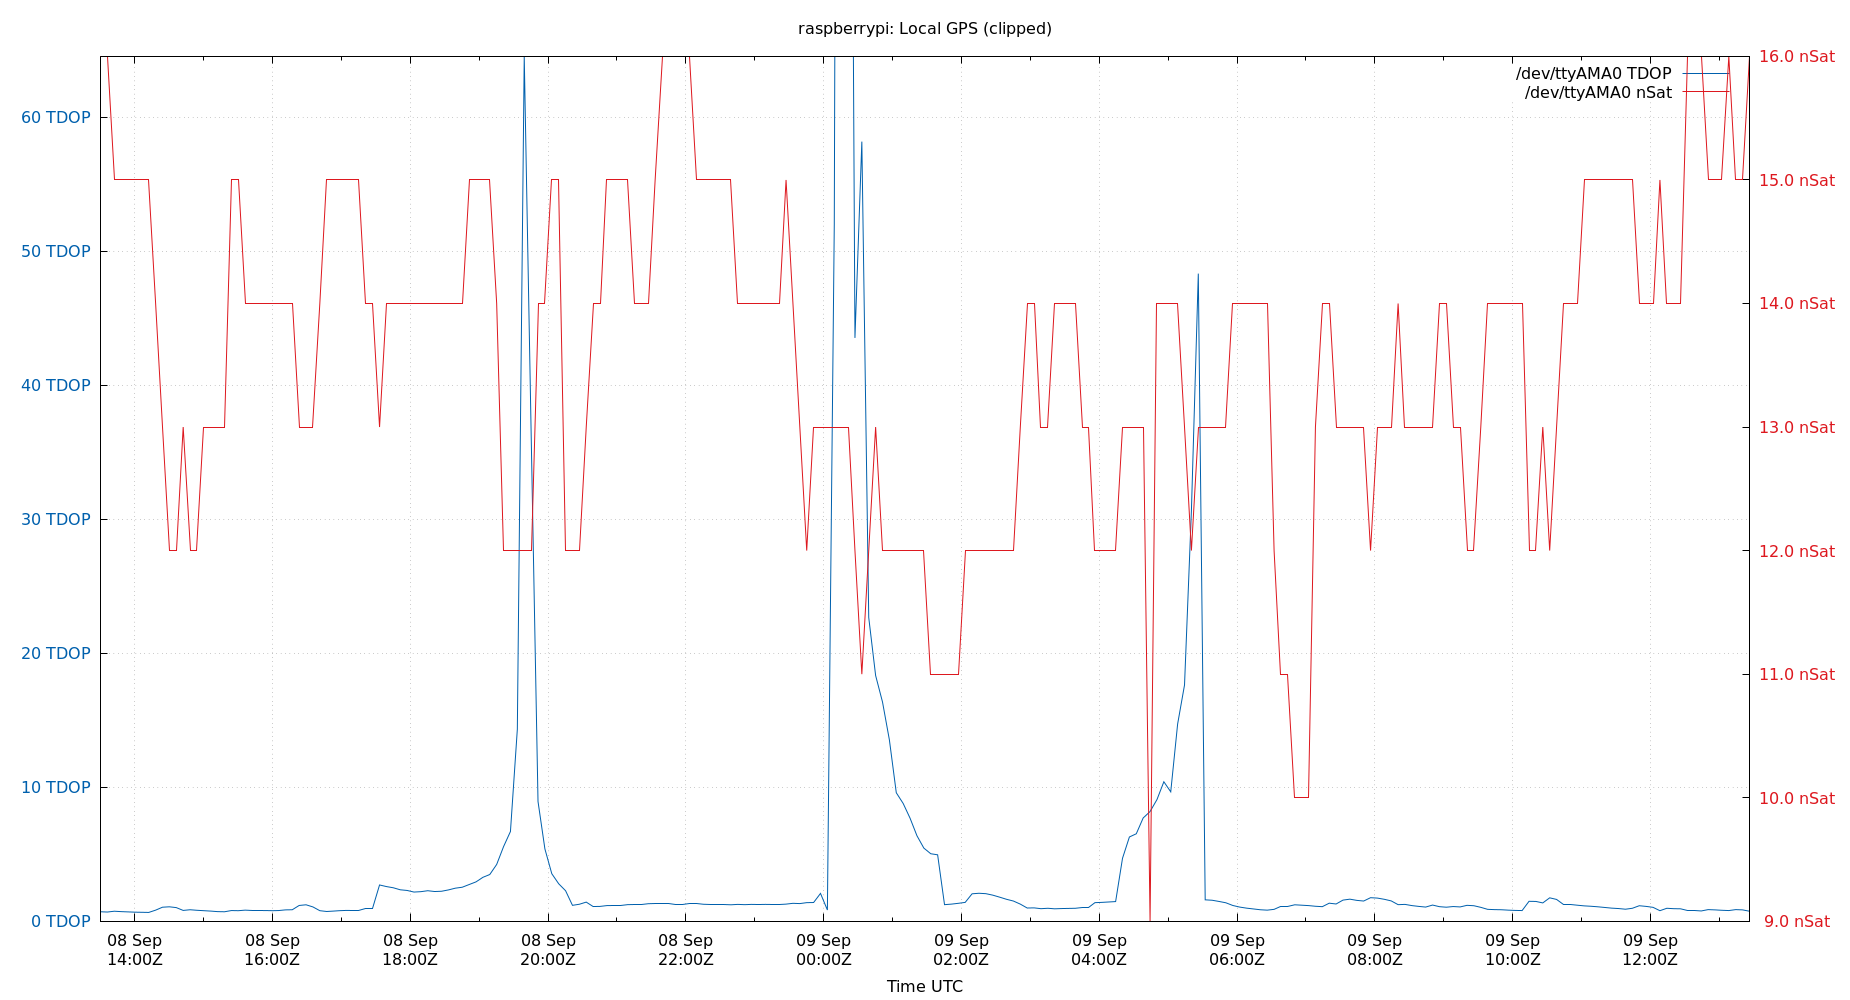 raspberrypi: Local GPS (clipped)
/dev/ttyAMA0 TDOP
/dev/ttyAMA0 nSat
60 TDOP
50 TDOP
40 TDOP
30 TDOP
20 TDOP
10 TDOP
0 TDOP
16.0 nSat
15.0 nSat
14.0 nSat
13.0 nSat
12.0 nSat
11.0 nSat
10.0 nSat
9.0 nSat
08 Sep
14:00Z
08 Sep
16:00Z
08 Sep
18:00Z
08 Sep
20:00Z
08 Sep
22:00Z
09 Sep
00:00Z
09 Sep
02:00Z
09 Sep
04:00Z
09 Sep
06:00Z
09 Sep
08:00Z
09 Sep
10:00Z
09 Sep
12:00Z
Time UTC